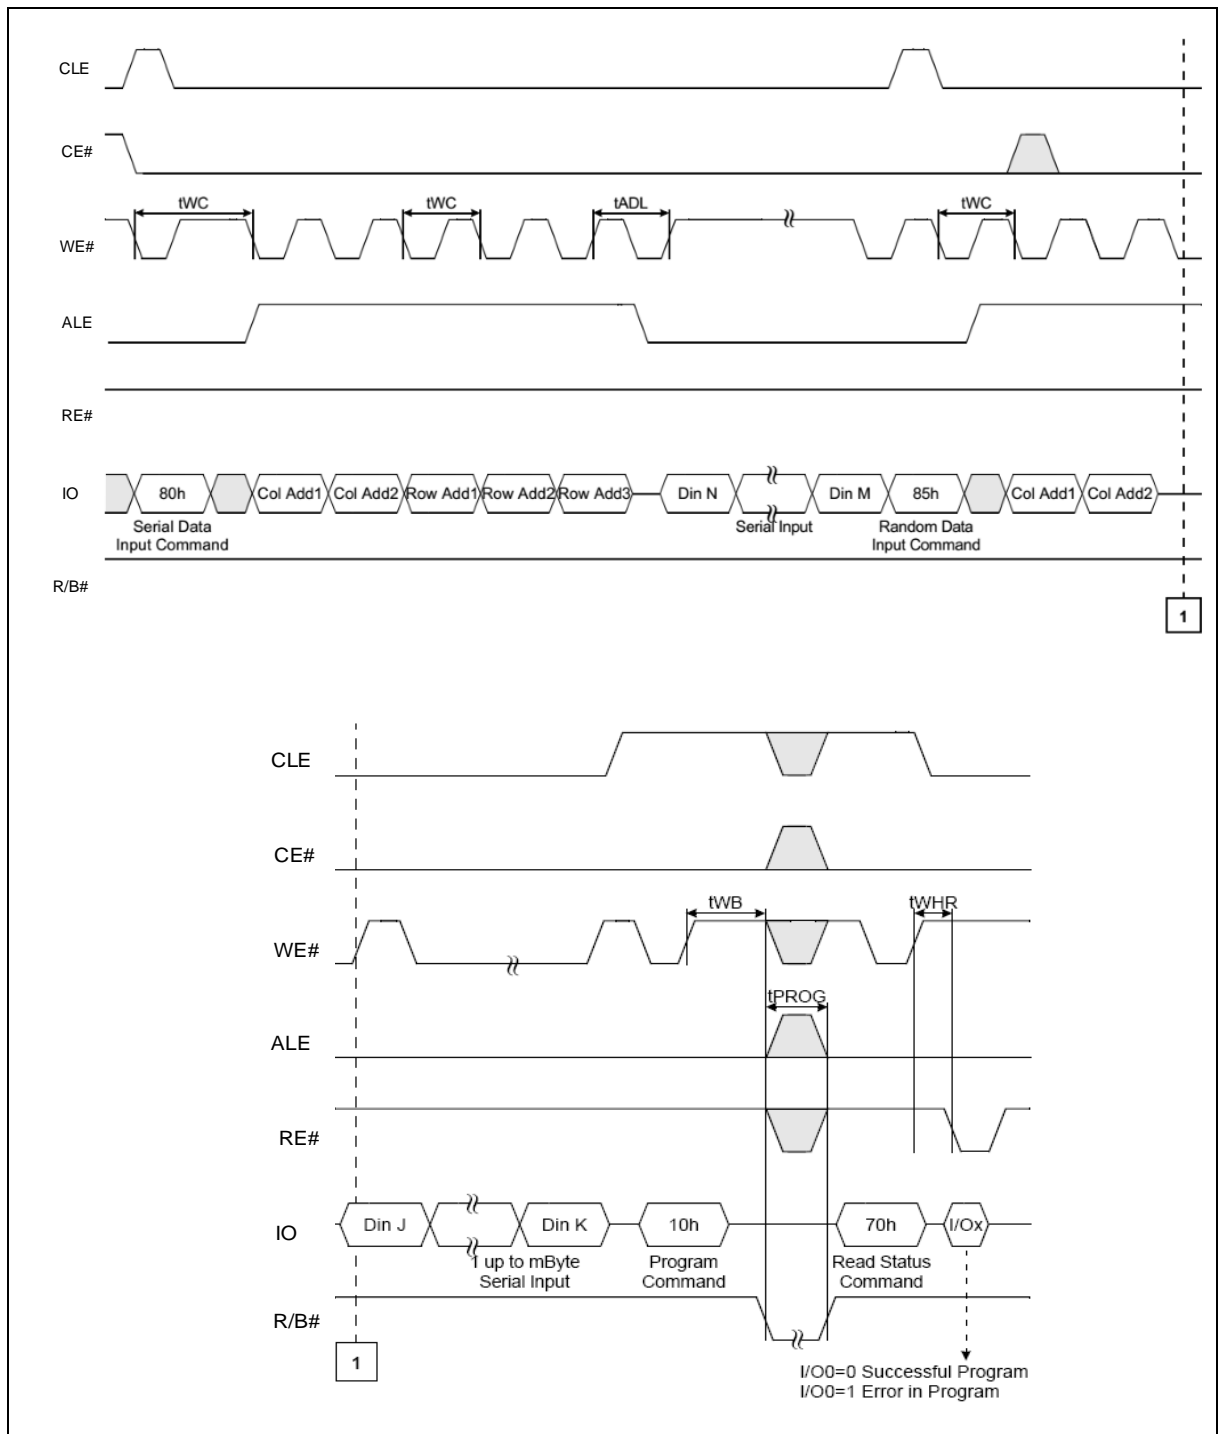 CLE
CE#
tWC tWC tADL tWC
WE#
ALE
RE#
IO 80h Col Add1 Col Add2 Row Add1 Row Add2 Row Add3 Din N Din M 85h Col Add1 Col Add2
Serial Data Input Command
Serial Input
Random Data Input Command
R/B#
1
CLE
CE#
tWB tWHR
WE#
tPROG
ALE
RE#
IO Din J Din K 10h 70h I/Ox
1 up to mByte Serial Input
Program Command
Read Status Command
R/B#
1
I/O0=0 Successful Program
I/O0=1 Error in Program